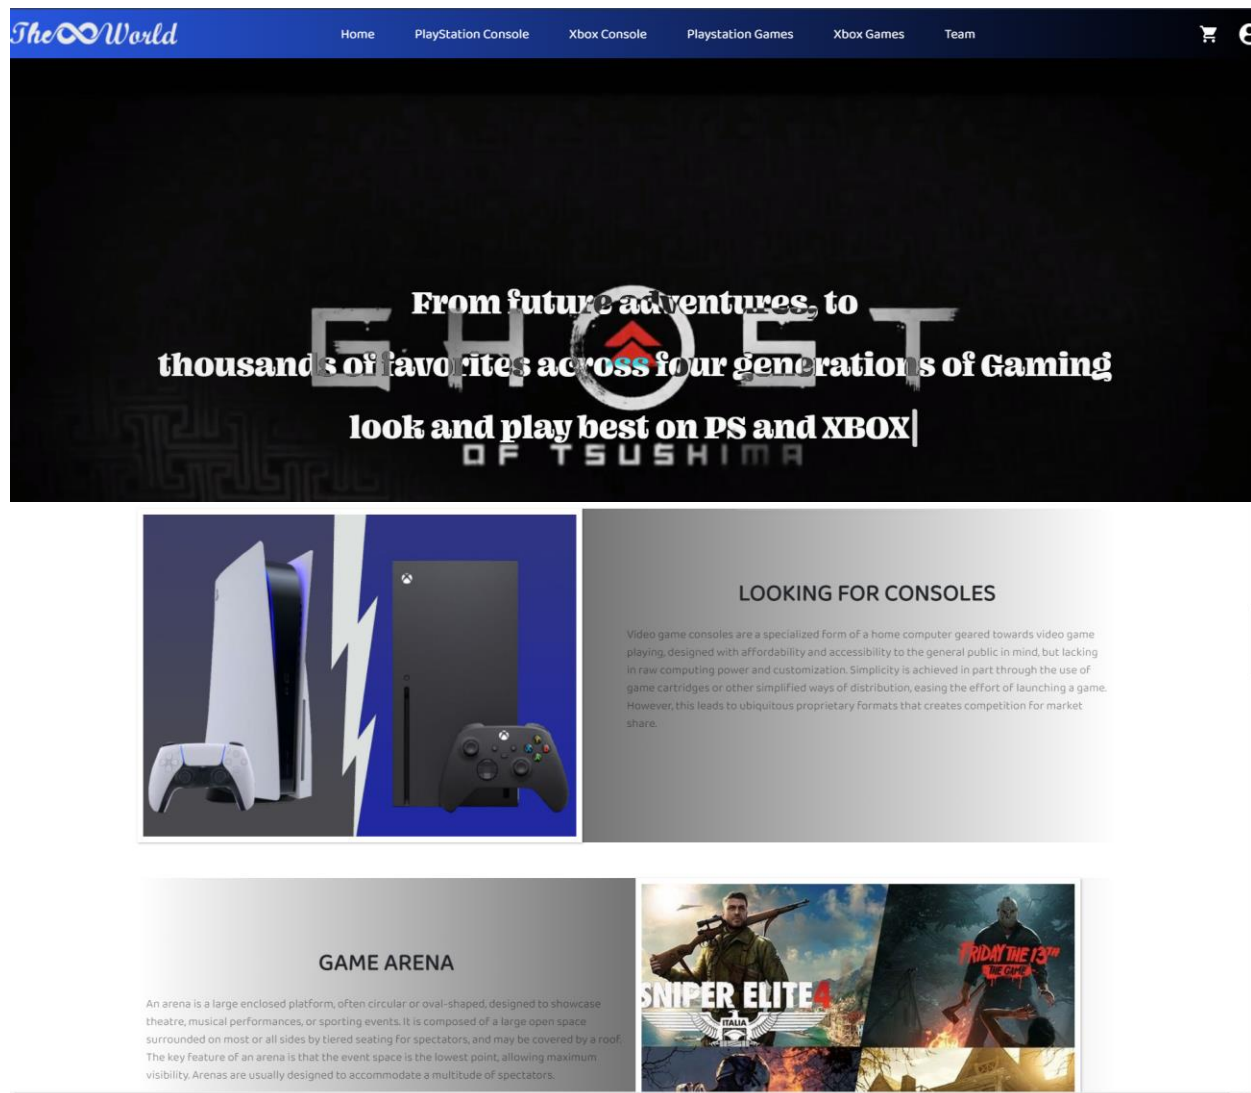 The∞World
Home PlayStation Console Xbox Console Playstation Games Xbox Games Team
From future adventures, to
thousands of favorites across four generations of Gaming
look and play best on PS and XBOX|
GHOST
OF TSUSHIMA
LOOKING FOR CONSOLES
Video game consoles are a specialized form of a home computer geared towards video game
playing, designed with affordability and accessibility to the general public in mind, but lacking
in raw computing power and customization. Simplicity is achieved in part through the use of
game cartridges or other simplified ways of distribution, easing the effort of launching a game.
However, this leads to ubiquitous proprietary formats that creates competition for market
share.
GAME ARENA
An arena is a large enclosed platform, often circular or oval-shaped, designed to showcase
theatre, musical performances, or sporting events. It is composed of a large open space
surrounded on most or all sides by tiered seating for spectators, and may be covered by a roof.
The key feature of an arena is that the event space is the lowest point, allowing maximum
visibility. Arenas are usually designed to accommodate a multitude of spectators.
SNIPER ELITE 4
ITALIA
FRIDAY THE 13TH
THE GAME